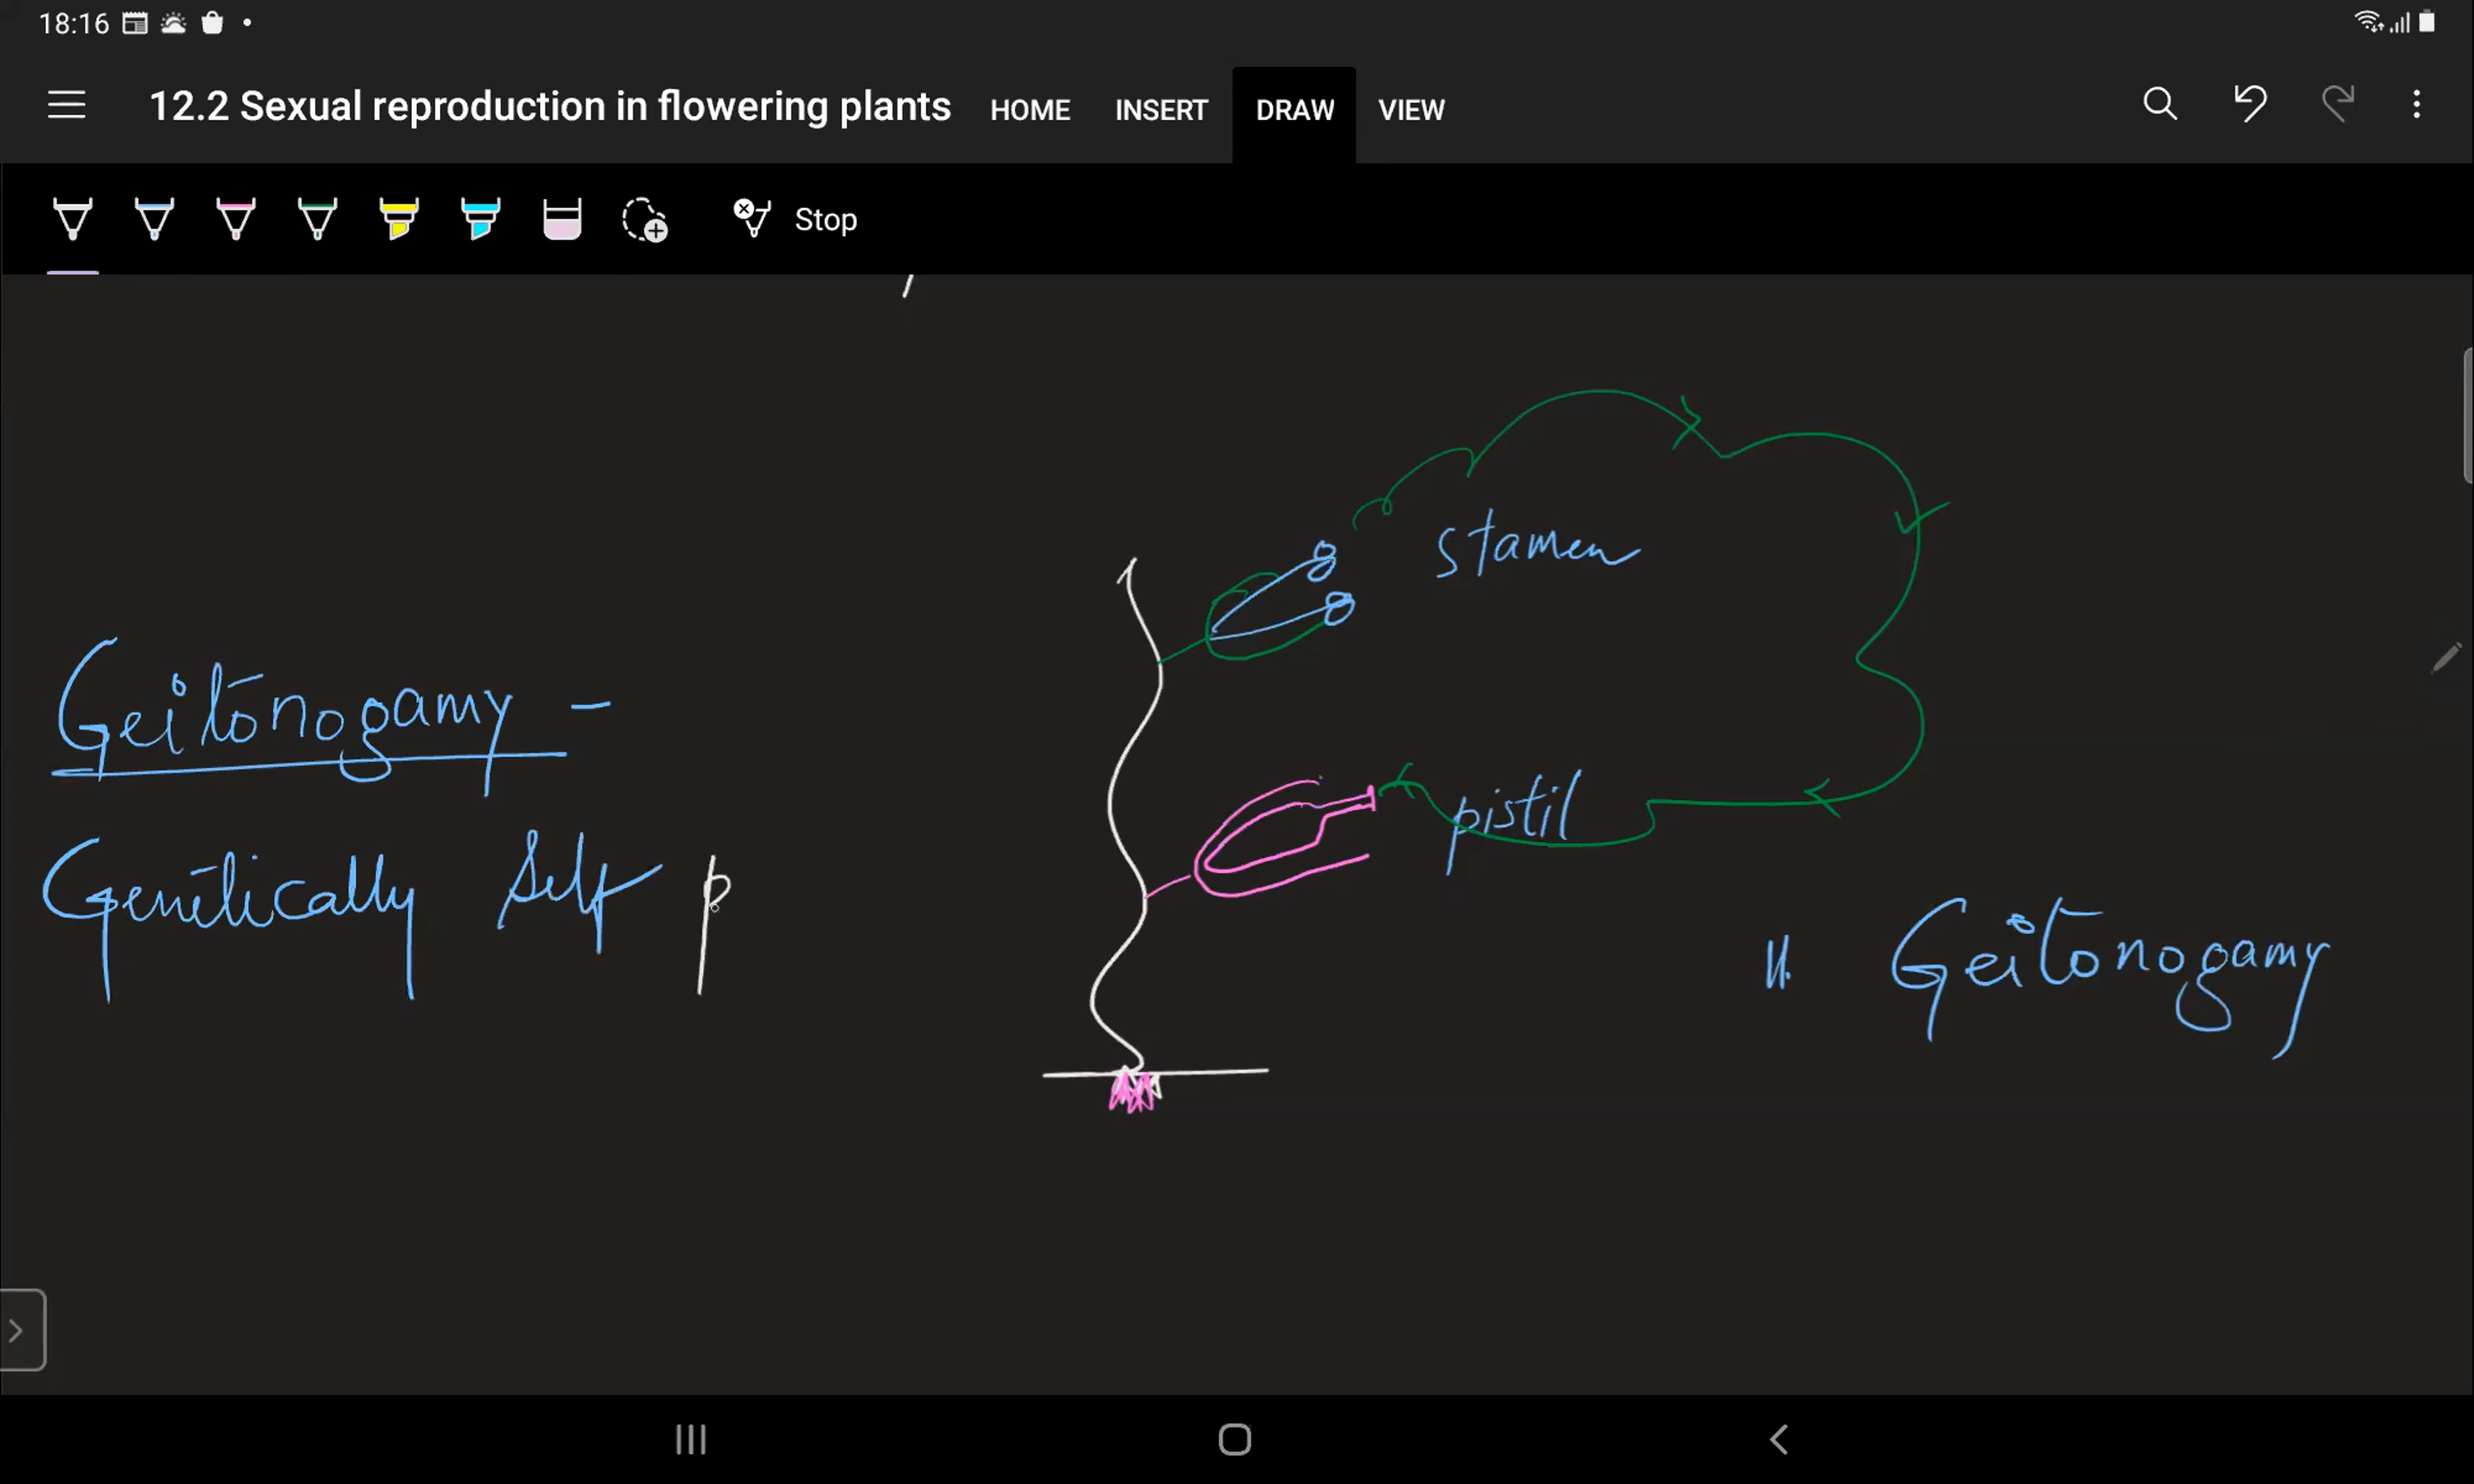 18:16
12.2 Sexual reproduction in flowering plants HOME INSERT DRAW VIEW
Stop
stamen
Geitonogamy -
pistil
Genetically Self p
11. Geitonogamy